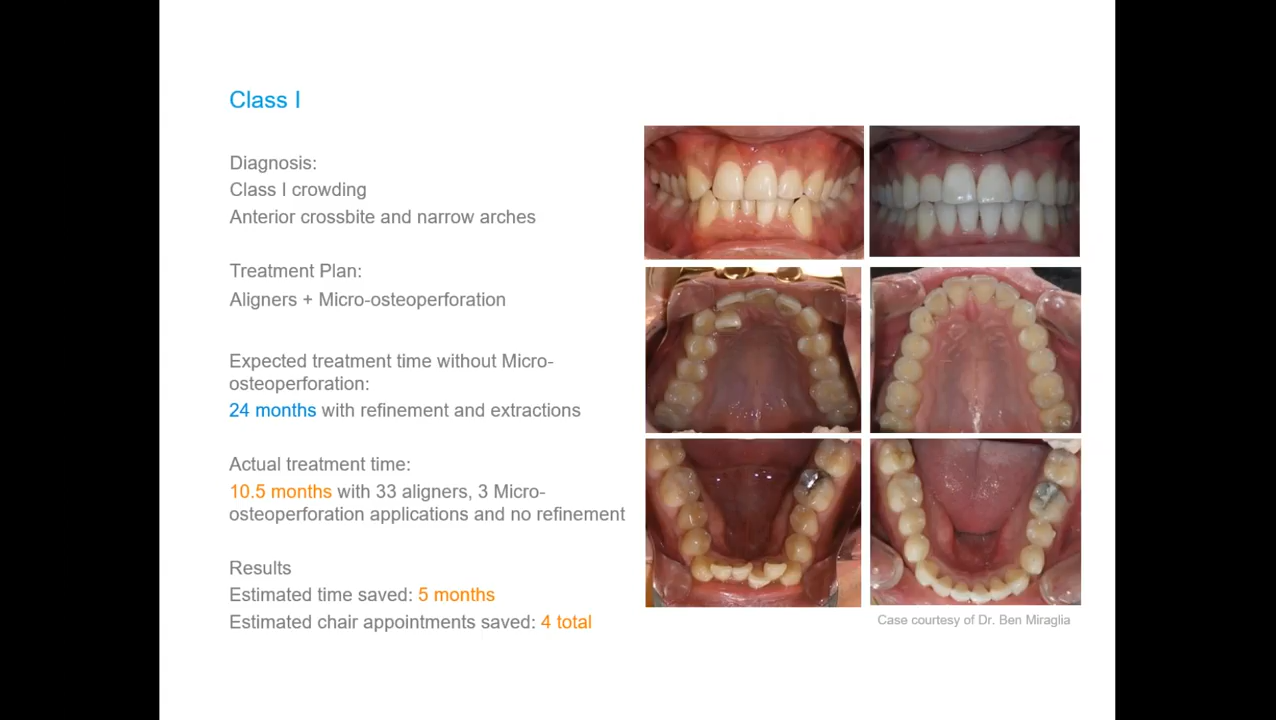 Class I
Diagnosis:
Class I crowding
Anterior crossbite and narrow arches
Treatment Plan:
Aligners + Micro-osteoperforation
Expected treatment time without Micro-
osteoperforation:
24 months with refinement and extractions
Actual treatment time:
10.5 months with 33 aligners, 3 Micro-
osteoperforation applications and no refinement
Results
Estimated time saved: 5 months
Estimated chair appointments saved: 4 total
Case courtesy of Dr. Ben Miraglia